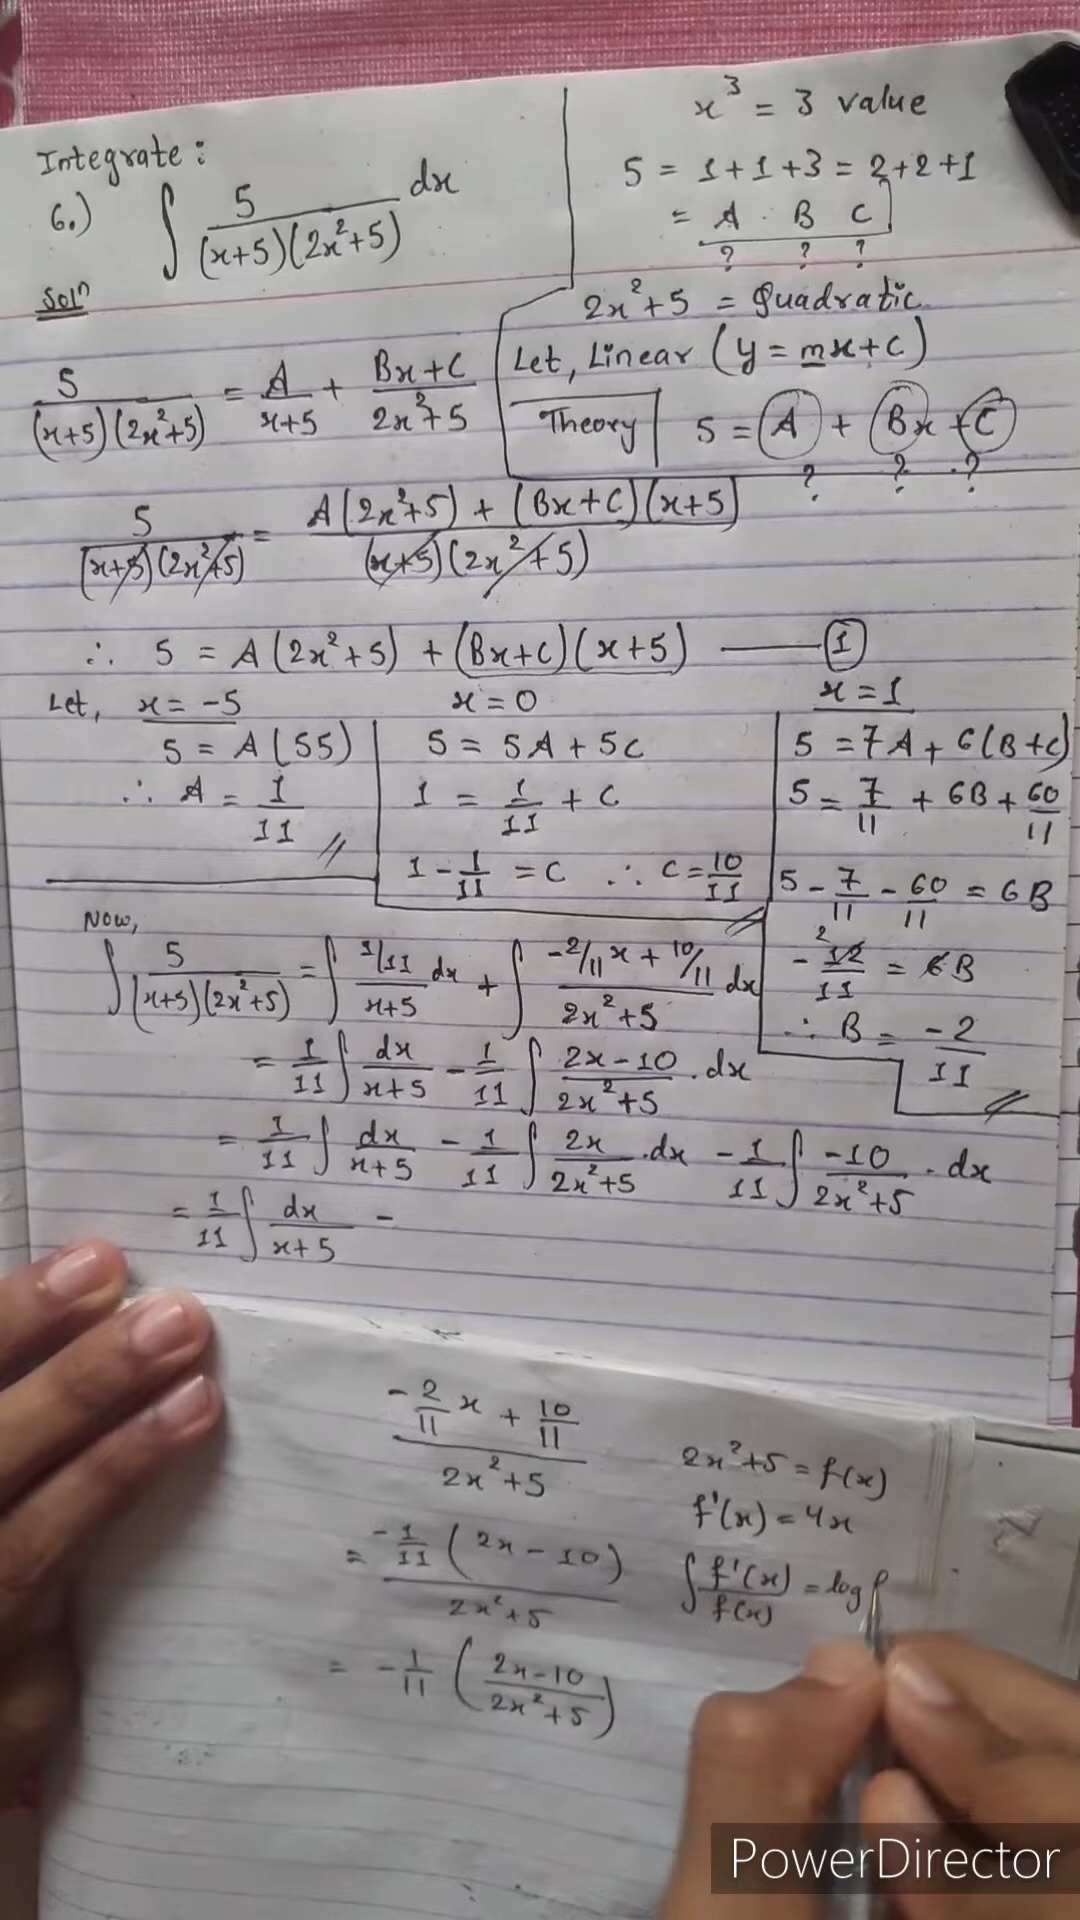 Integrate:
6.) ∫ 5/((x+5)(2x²+5)) dx
x³ = 3 value
5 = 1+1+3 = 2+2+1
= A . B C
? ? ?
Solⁿ
2x²+5 = Quadratic
Let, Linear (y = mx+c)
Theory 5 = A + Bx + C
? ? ?
5/((x+5)(2x²+5)) = A/(x+5) + (Bx+C)/(2x²+5)
5/((x+5)(2x²+5)) = (A(2x²+5) + (Bx+C)(x+5))/((x+5)(2x²+5))
∴ 5 = A(2x²+5) + (Bx+C)(x+5) —— 1
Let, x = -5
5 = A(55)
∴ A = 1/11
x = 0
5 = 5A + 5C
1 = 1/11 + C
1 - 1/11 = C ∴ C = 10/11
x = 1
5 = 7A + 6(B+C)
5 = 7/11 + 6B + 60/11
5 - 7/11 - 60/11 = 6B
2
- 12/11 = 6B
∴ B = -2/11
Now,
∫ 5/((x+5)(2x²+5)) = ∫ (1/11)/(x+5) dx + ∫ (-2/11 x + 10/11)/(2x²+5) dx
= 1/11 ∫ dx/(x+5) - 1/11 ∫ (2x-10)/(2x²+5) . dx
= 1/11 ∫ dx/(x+5) - 1/11 ∫ 2x/(2x²+5) .dx - 1/11 ∫ -10/(2x²+5) . dx
= 1/11 ∫ dx/(x+5) -
(-2/11 x + 10/11)/(2x²+5)
= (-1/11 (2x - 10))/(2x²+5)
= -1/11 ((2x-10)/(2x²+5))
2x²+5 = f(x)
f'(x) = 4x
∫ f'(x)/f(x) = log f
PowerDirector